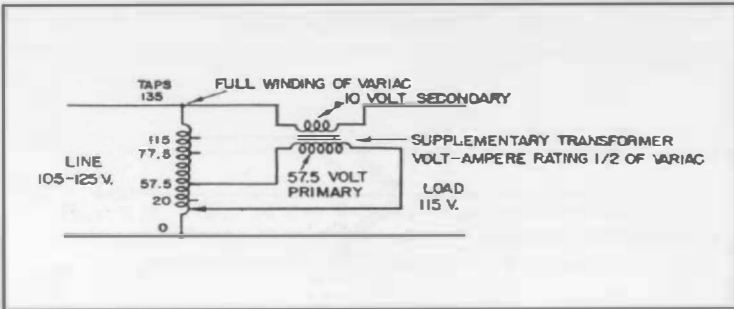 TAPS
135
FULL WINDING OF VARIAC
10 VOLT SECONDARY
115
77.5
SUPPLEMENTARY TRANSFORMER
VOLT-AMPERE RATING 1/2 OF VARIAC
LINE
105-125 V.
57.5
57.5 VOLT
PRIMARY
LOAD
115 V.
20
0